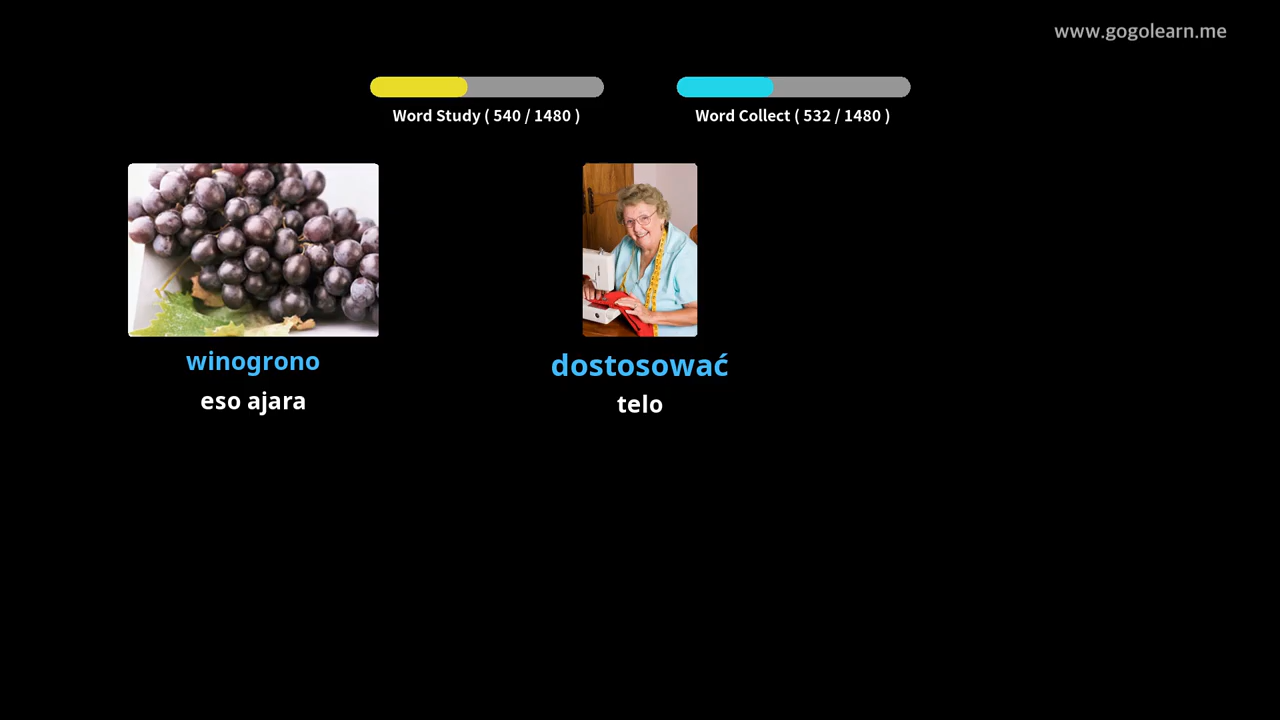 www.gogolearn.me
Word Study ( 540 / 1480 )
Word Collect ( 532 / 1480 )
winogrono
eso ajara
dostosować
telo